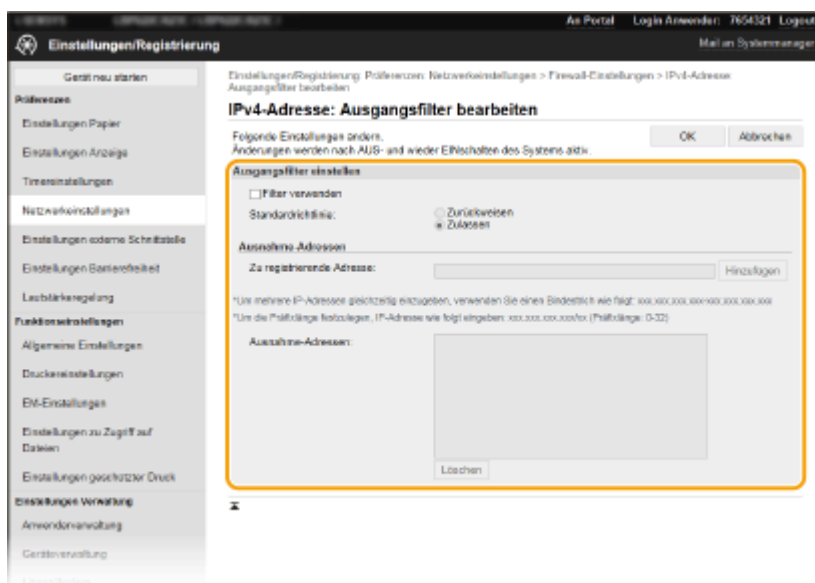 An Portal Login Anwender: 7654321 Logout
Einstellungen/Registrierung
Mail an Systemmanager
Gerät neu starten
Präferenzen
Einstellungen Papier
Einstellungen Anzeige
Timereinstellungen
Netzwerkeinstellungen
Einstellungen externe Schnittstelle
Einstellungen Barrierefreiheit
Lautstärkeregelung
Funktionseinstellungen
Allgemeine Einstellungen
Druckereinstellungen
EM-Einstellungen
Einstellungen zu Zugriff auf
Dateien
Einstellungen geschützter Druck
Einstellungen Verwaltung
Anwenderverwaltung
Geräteverwaltung
Einstellungen/Registrierung: Präferenzen: Netzwerkeinstellungen > Firewall-Einstellungen > IPv4-Adresse:
Ausgangsfilter bearbeiten
IPv4-Adresse: Ausgangsfilter bearbeiten
Folgende Einstellungen ändern.
Änderungen werden nach AUS- und wieder EINschalten des Systems aktiv.
OK Abbrechen
Ausgangsfilter einstellen
Filter verwenden
Standardrichtlinie:
Zurückweisen
Zulassen
Ausnahme-Adressen
Zu registrierende Adresse:
Hinzufügen
*Um mehrere IP-Adressen gleichzeitig einzugeben, verwenden Sie einen Bindestrich wie folgt: xxx.xxx.xxx.xxx-xxx.xxx.xxx.xxx
*Um die Präfixlänge festzulegen, IP-Adresse wie folgt eingeben: xxx.xxx.xxx.xxx/xx (Präfixlänge: 0-32)
Ausnahme-Adressen:
Löschen